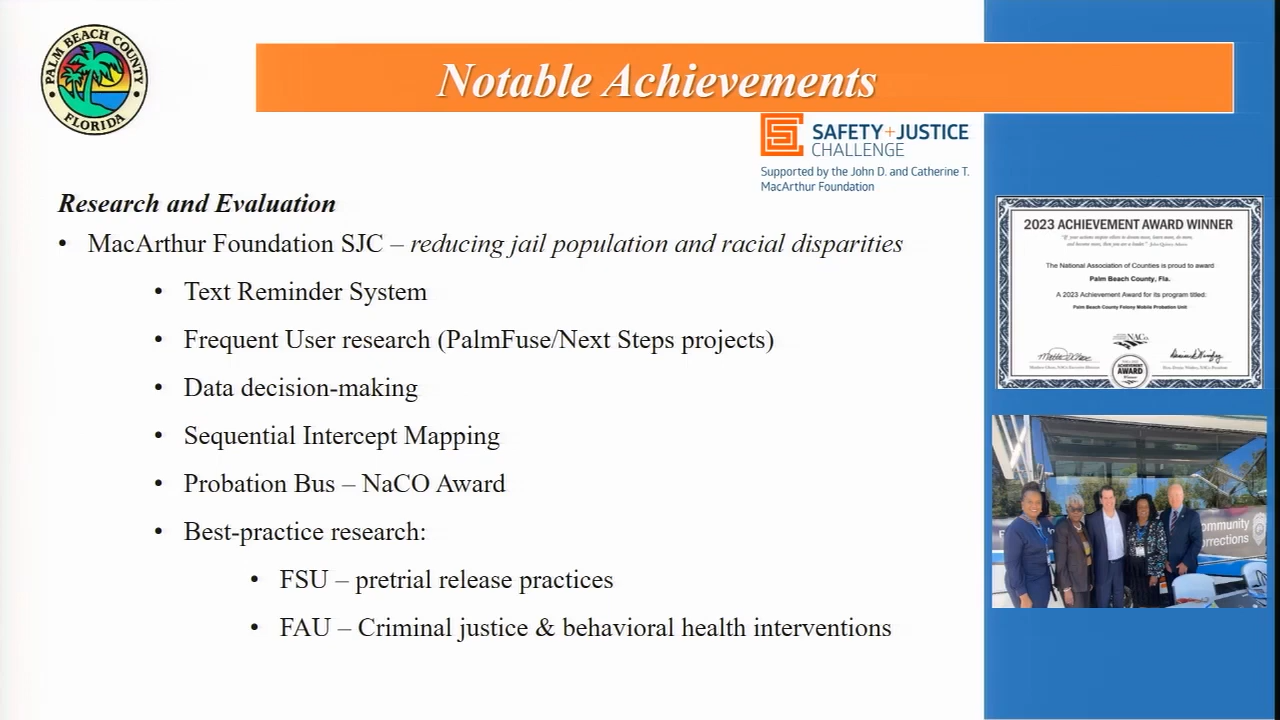 PALM BEACH COUNTY
FLORIDA
Notable Achievements
SAFETY+JUSTICE
CHALLENGE
Supported by the John D. and Catherine T.
MacArthur Foundation
Research and Evaluation
• MacArthur Foundation SJC – reducing jail population and racial disparities
• Text Reminder System
• Frequent User research (PalmFuse/Next Steps projects)
• Data decision-making
• Sequential Intercept Mapping
• Probation Bus – NaCO Award
• Best-practice research:
• FSU – pretrial release practices
• FAU – Criminal justice & behavioral health interventions
2023 ACHIEVEMENT AWARD WINNER
The National Association of Counties is proud to award
Palm Beach County, Fla.
A 2023 Achievement Award for its program titled:
Palm Beach County Felony Mobile Probation Unit
NACo
ACHIEVEMENT
AWARD
ommunity
orrections